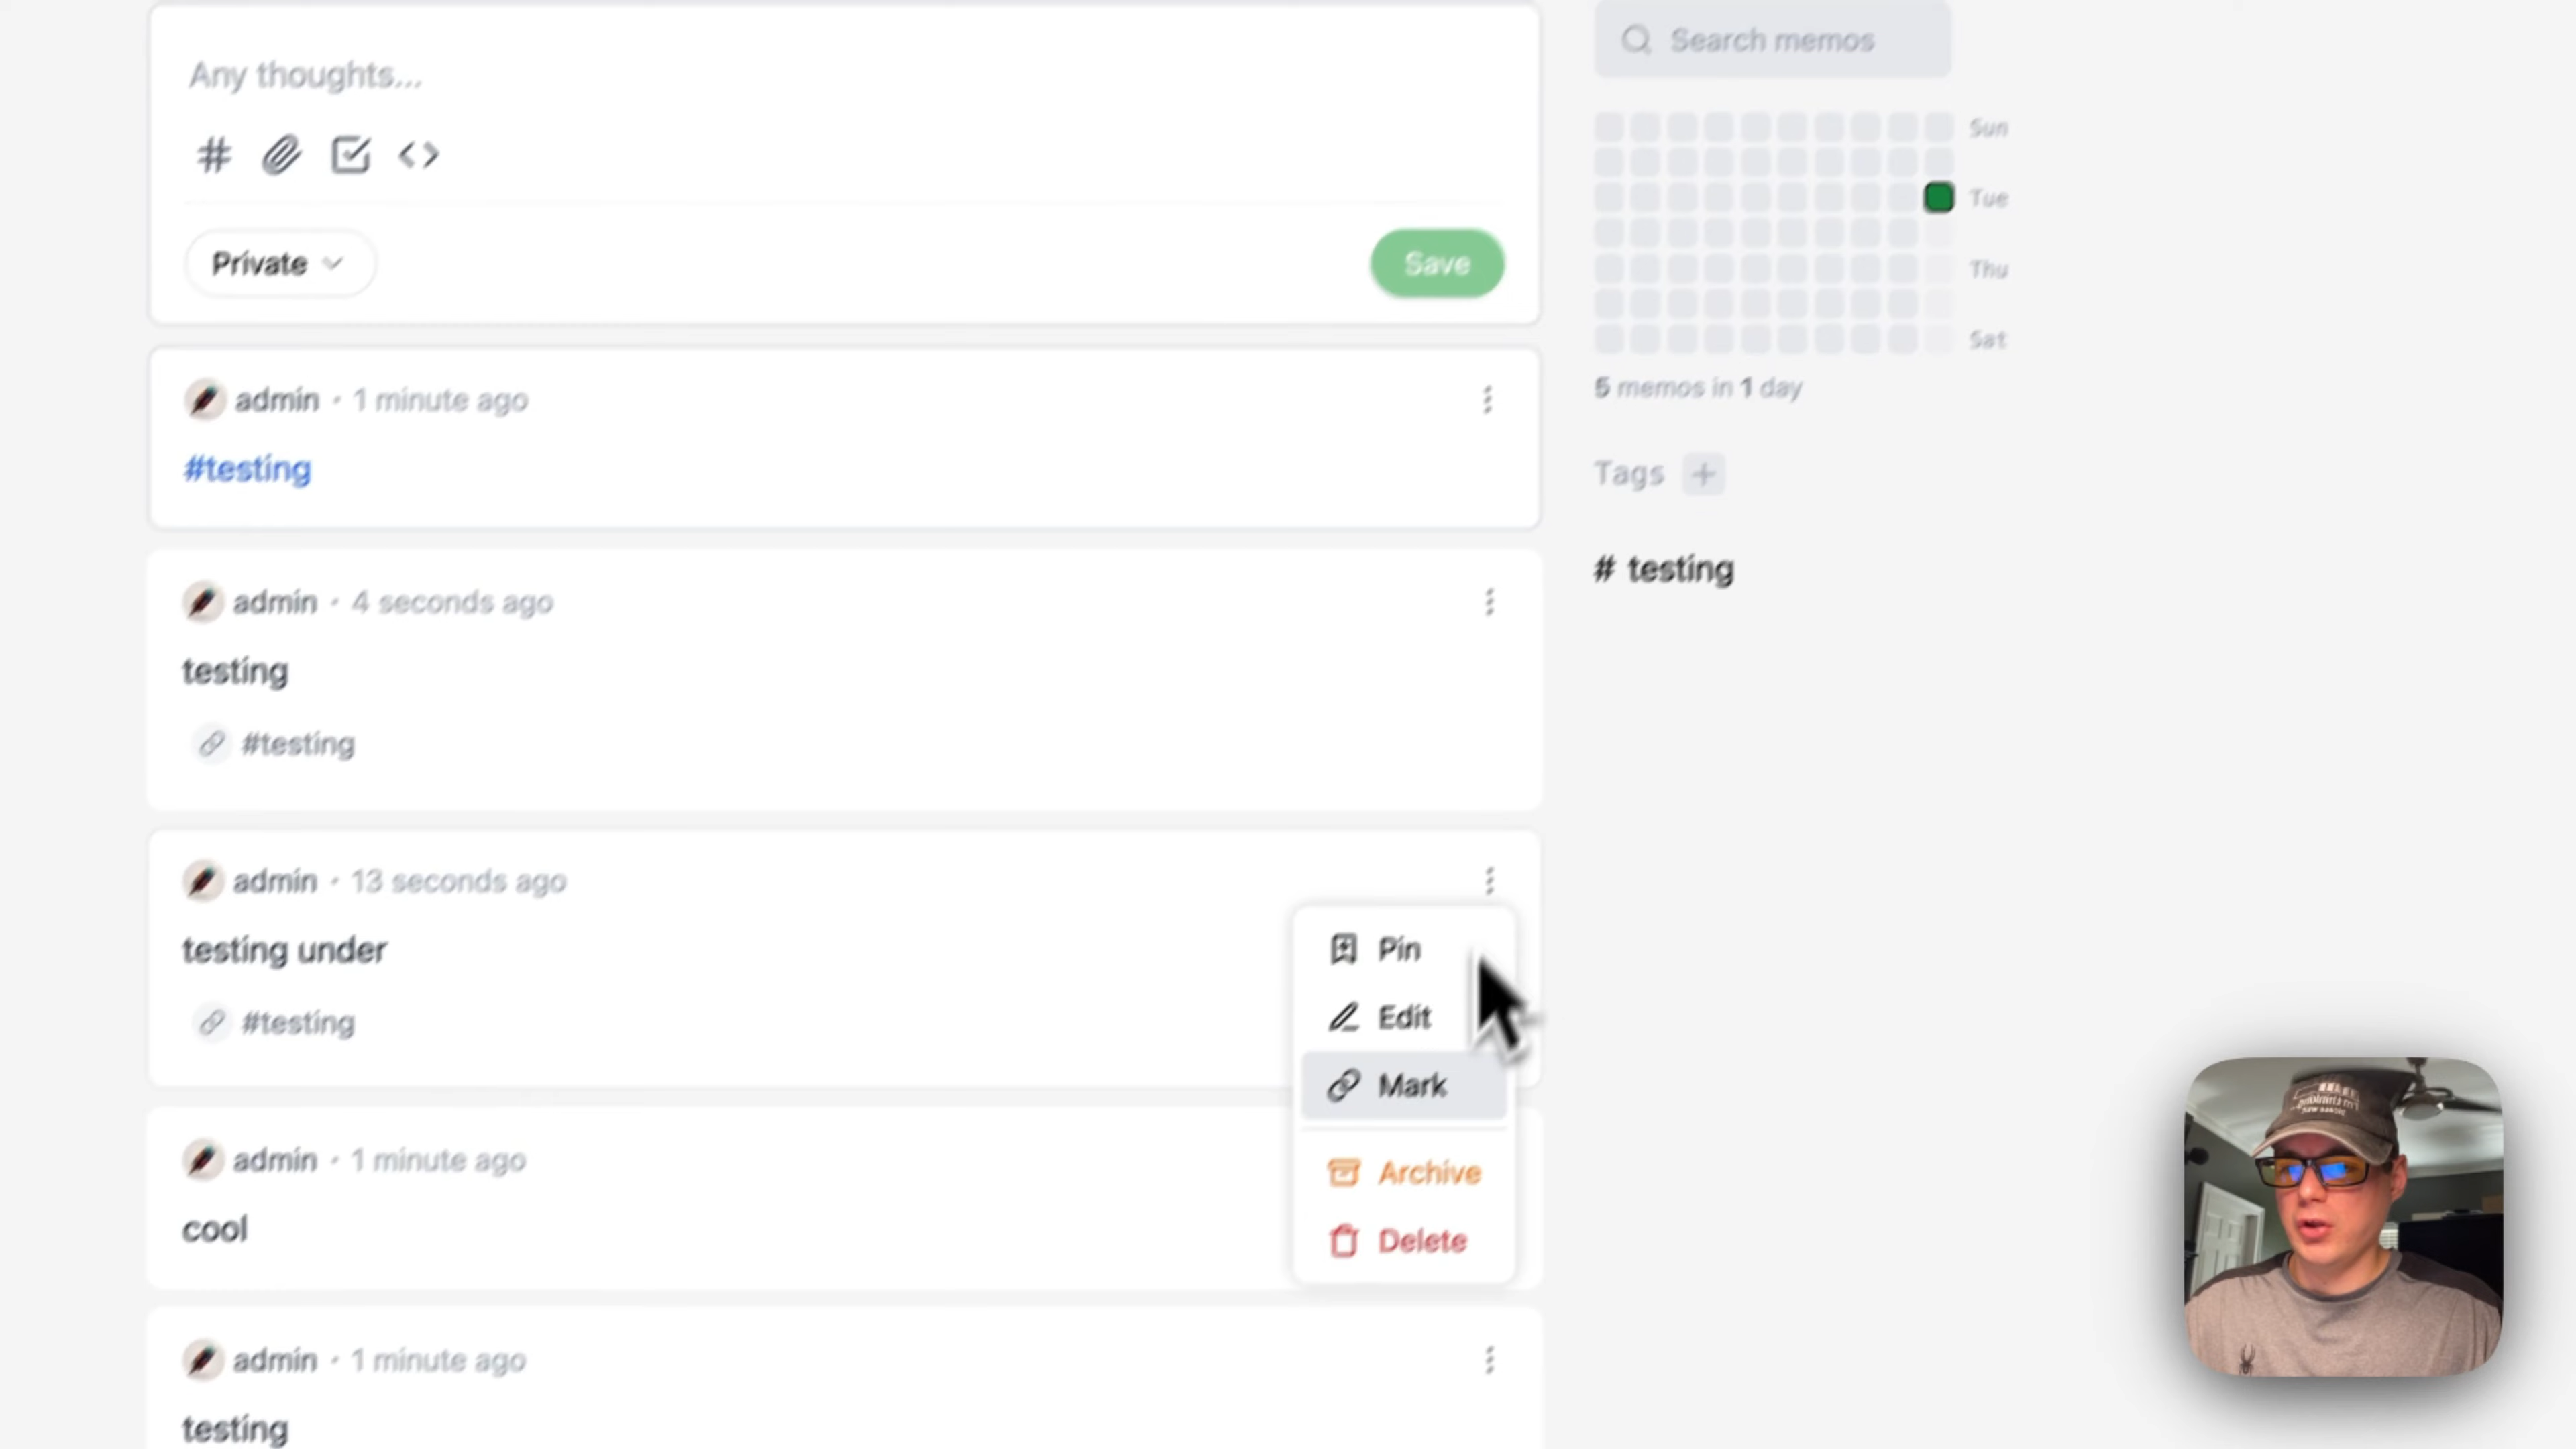 Any thoughts...
Private
Save
admin · 1 minute ago
#testing
admin · 4 seconds ago
testing
#testing
admin · 13 seconds ago
testing under
#testing
Pin
Edit
Mark
Archive
Delete
admin · 1 minute ago
cool
admin · 1 minute ago
testing
Search memos
Sun
Tue
Thu
Sat
5 memos in 1 day
Tags +
# testing